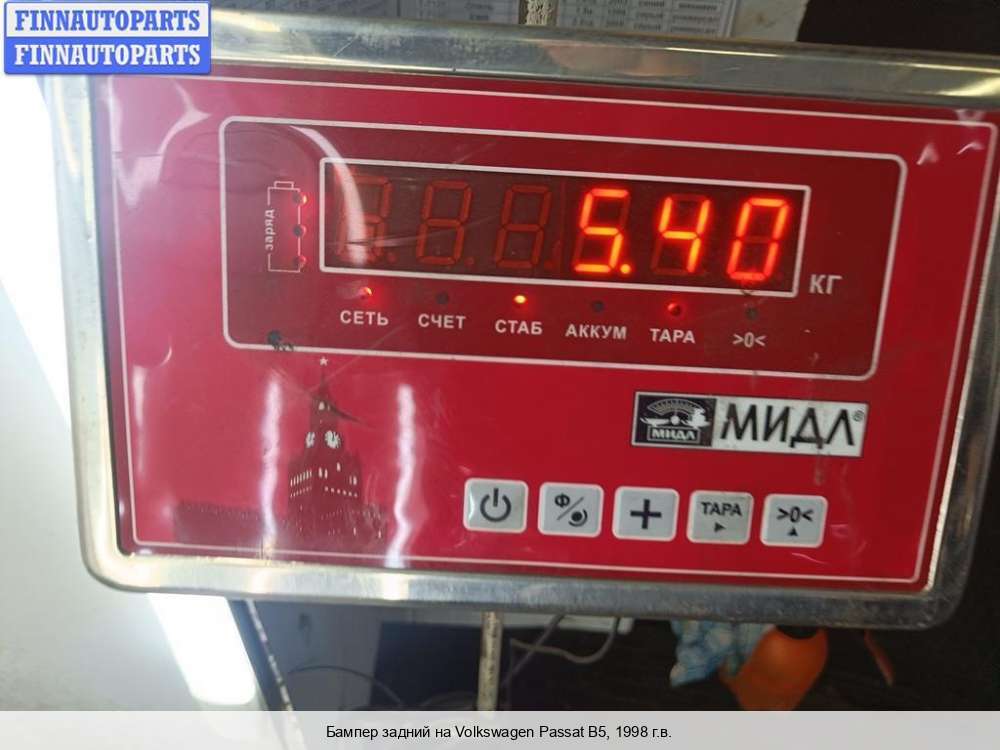 FINNAUTOPARTS
FINNAUTOPARTS
заряд
5.40
КГ
СЕТЬ СЧЕТ СТАБ АККУМ ТАРА >0<
МИДЛ
МИДЛ®
Ф
ТАРА
>0<
Бампер задний на Volkswagen Passat B5, 1998 г.в.